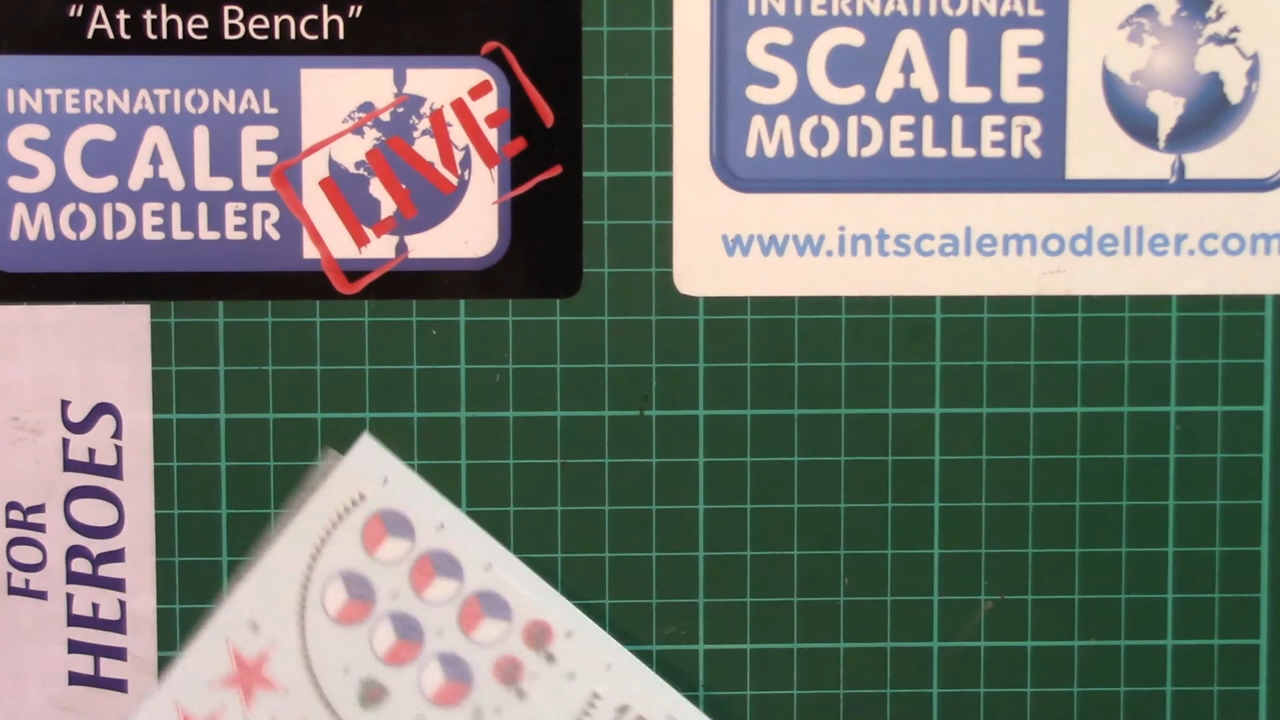 “At the Bench”
INTERNATIONAL
SCALE
MODELLER
LIVE!
INTERNATIONAL
SCALE
MODELLER
www.intscalemodeller.com
FOR
HEROES